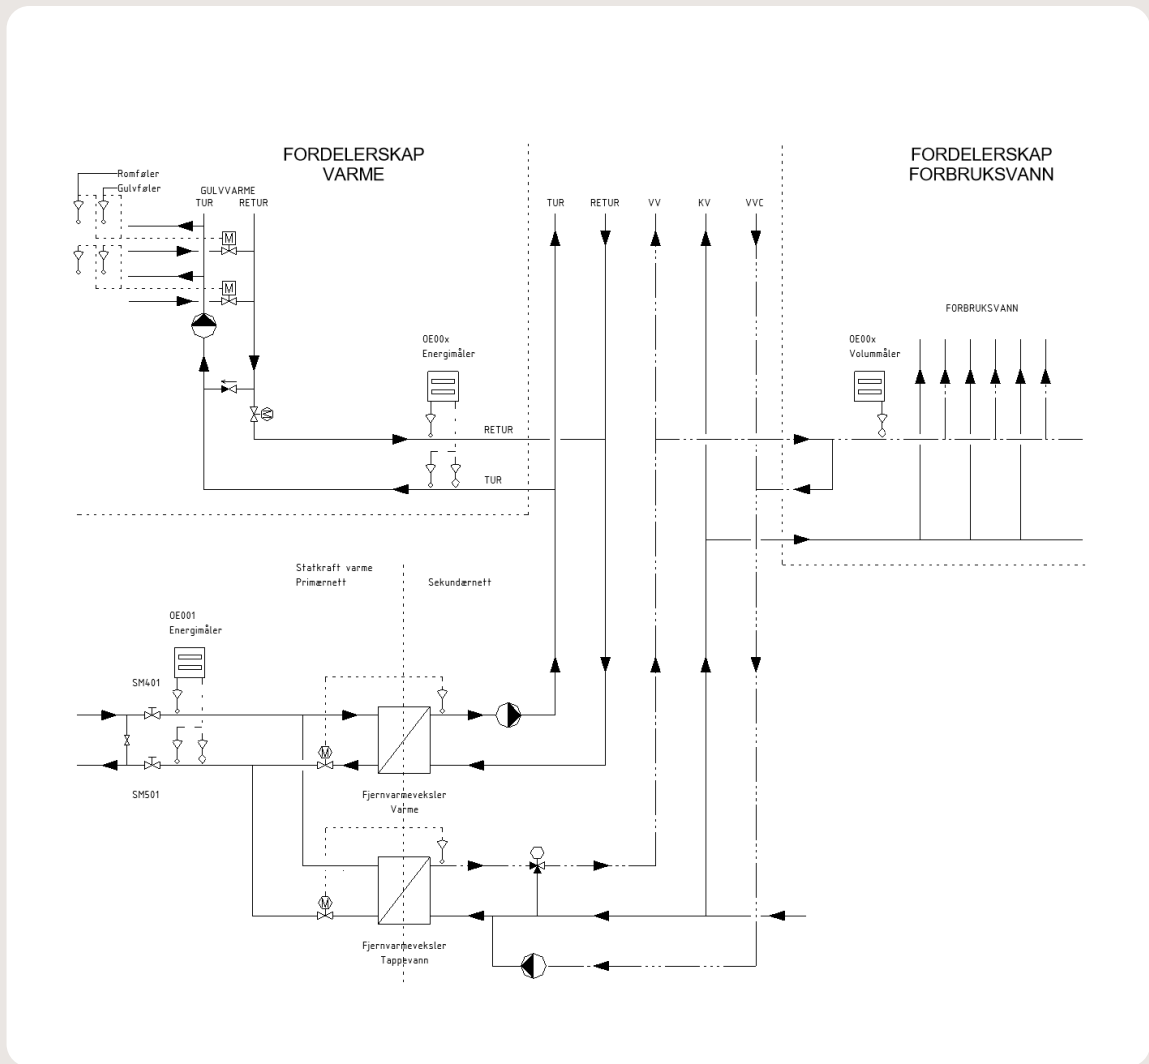 FORDELERSKAP
VARME
FORDELERSKAP
FORBRUKSVANN
Romføler
Gulvføler
GULVVARME
TUR
RETUR
TUR
RETUR
VV
KV
VVC
M
M
FORBRUKSVANN
OE00x
Energimåler
OE00x
Volummåler
RETUR
TUR
Statkraft varme
Primærnett
Sekundærnett
OE001
Energimåler
SM401
M
SM501
Fjernvarmeveksler
Varme
M
Fjernvarmeveksler
Tappevann